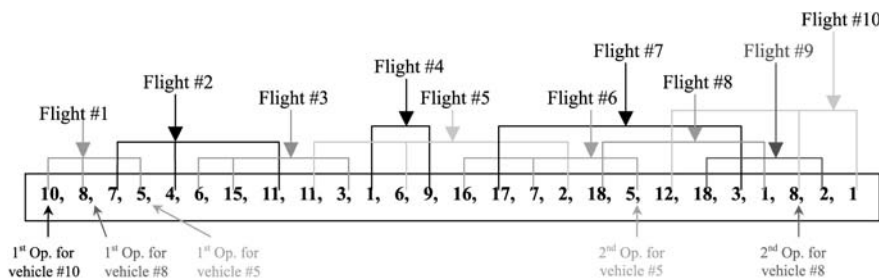 Flight #10
Flight #7
Flight #9
Flight #4
Flight #2
Flight #8
Flight #5
Flight #3
Flight #6
Flight #1
10, 8, 7, 5, 4, 6, 15, 11, 11, 3, 1, 6, 9, 16, 17, 7, 2, 18, 5, 12, 18, 3, 1, 8, 2, 1
1st Op. for
vehicle #10
1st Op. for
vehicle #8
1st Op. for
vehicle #5
2nd Op. for
vehicle #5
2nd Op. for
vehicle #8